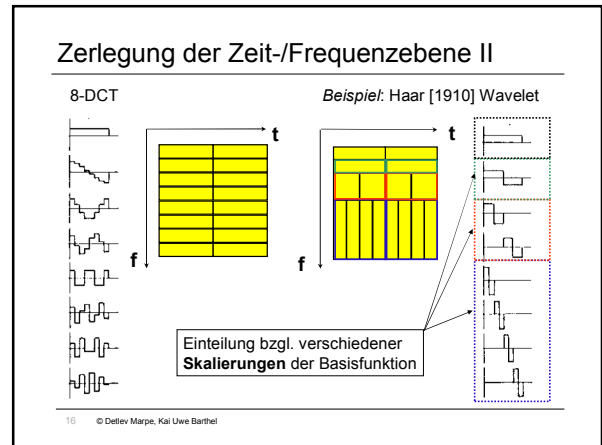 Zerlegung der Zeit-/Frequenzebene II
8-DCT
Beispiel: Haar [1910] Wavelet
t
f
t
f
Einteilung bzgl. verschiedener
Skalierungen der Basisfunktion
16 © Detlev Marpe, Kai Uwe Barthel